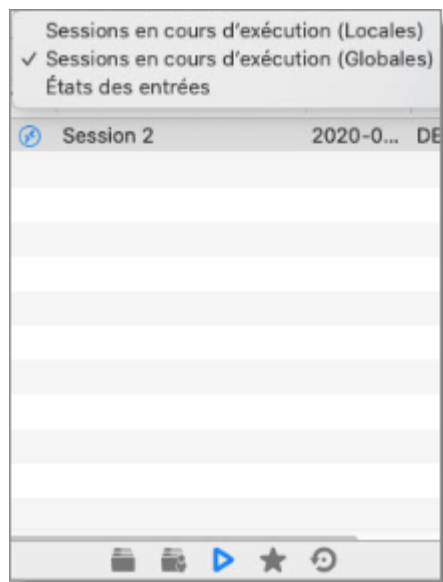 Sessions en cours d'exécution (Locales)
✓ Sessions en cours d'exécution (Globales)
États des entrées
Session 2 2020-0... DE